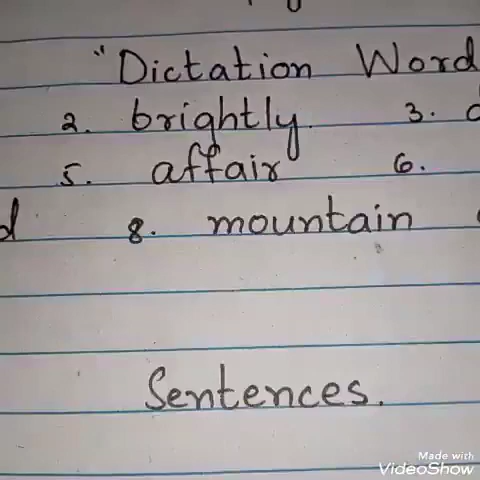 "Dictation Word
2. brightly 3.
5. affair 6.
8. mountain
Sentences.
Made with
VideoShow